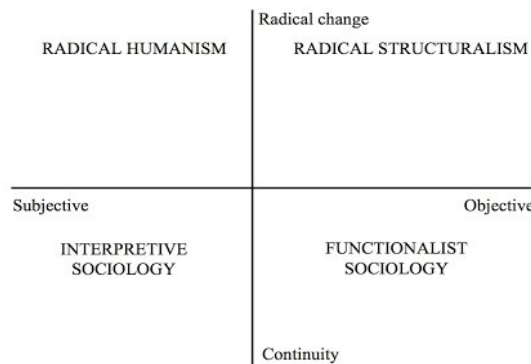 Radical change
RADICAL HUMANISM
RADICAL STRUCTURALISM
Subjective
Objective
INTERPRETIVE
SOCIOLOGY
FUNCTIONALIST
SOCIOLOGY
Continuity